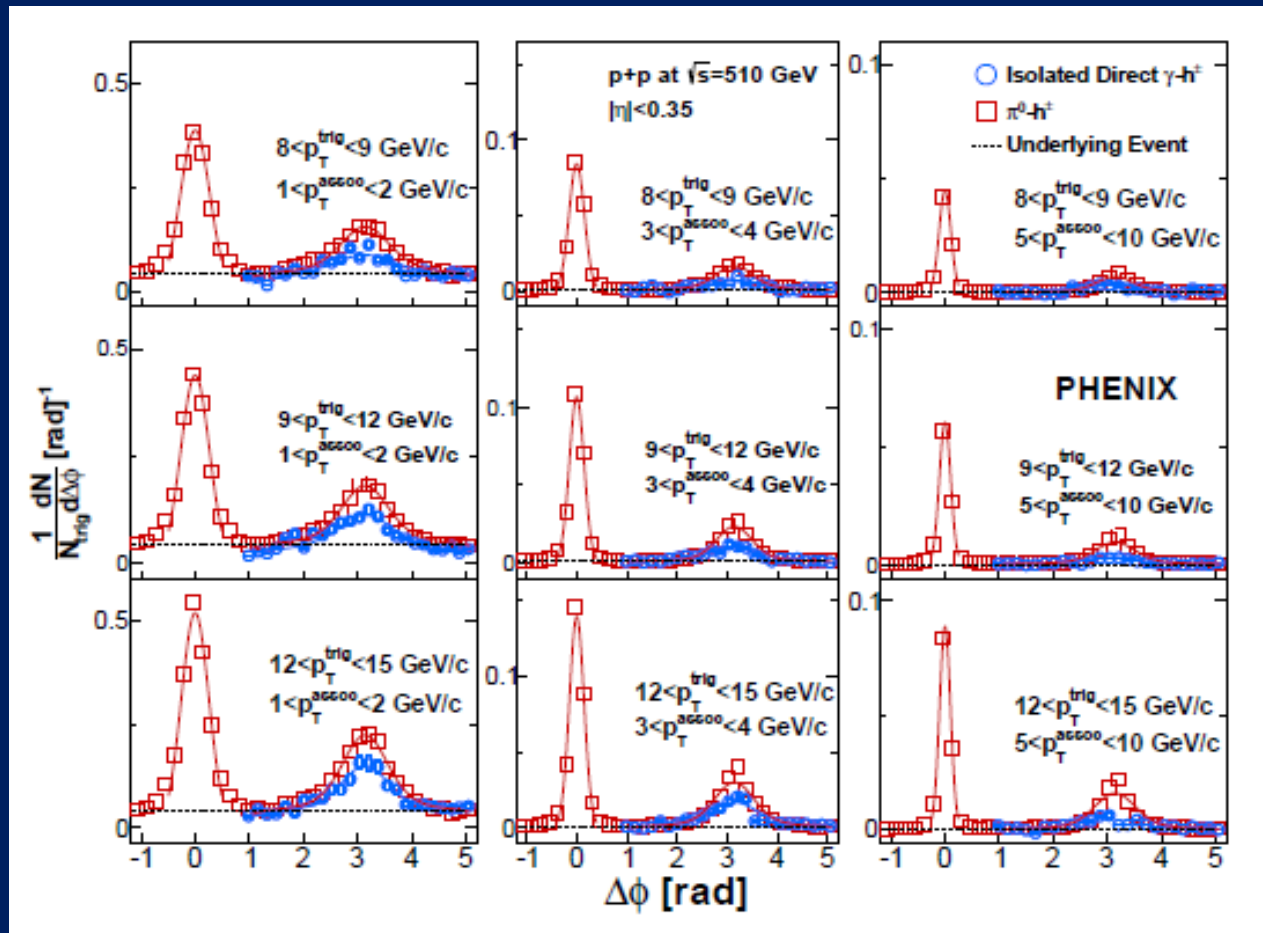 0.5
8<p_T^trig<9 GeV/c
1<p_T^assoc<2 GeV/c
0
p+p at √s=510 GeV
|η|<0.35
0.1
8<p_T^trig<9 GeV/c
3<p_T^assoc<4 GeV/c
0
0.1
Isolated Direct γ-h±
π⁰-h±
Underlying Event
8<p_T^trig<9 GeV/c
5<p_T^assoc<10 GeV/c
0
1/N_trig dN/dΔϕ [rad]⁻¹
0.5
9<p_T^trig<12 GeV/c
1<p_T^assoc<2 GeV/c
0
0.1
9<p_T^trig<12 GeV/c
3<p_T^assoc<4 GeV/c
0
0.1
PHENIX
9<p_T^trig<12 GeV/c
5<p_T^assoc<10 GeV/c
0
0.5
12<p_T^trig<15 GeV/c
1<p_T^assoc<2 GeV/c
0
0.1
12<p_T^trig<15 GeV/c
3<p_T^assoc<4 GeV/c
0
0.1
12<p_T^trig<15 GeV/c
5<p_T^assoc<10 GeV/c
0
-1 0 1 2 3 4 5
-1 0 1 2 3 4 5
-1 0 1 2 3 4 5
Δϕ [rad]